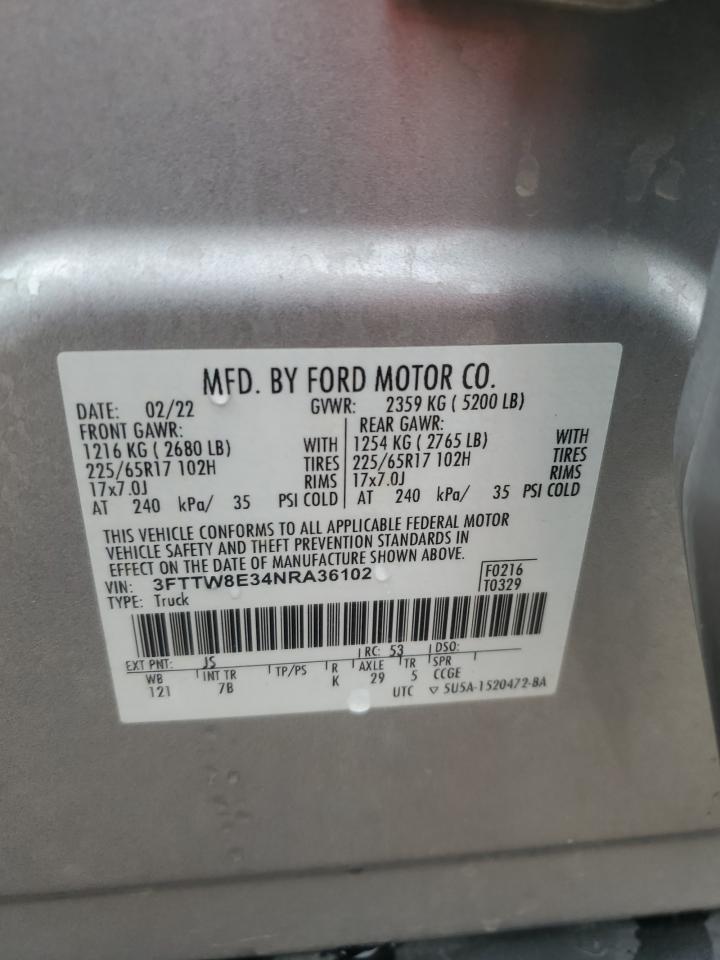 MFD. BY FORD MOTOR CO.
DATE: 02/22 GVWR: 2359 KG ( 5200 LB)
FRONT GAWR:
1216 KG ( 2680 LB) WITH
225/65R17 102H TIRES
17x7.0J RIMS
AT 240 kPa/ 35 PSI COLD
REAR GAWR:
1254 KG ( 2765 LB) WITH
225/65R17 102H TIRES
17x7.0J RIMS
AT 240 kPa/ 35 PSI COLD
THIS VEHICLE CONFORMS TO ALL APPLICABLE FEDERAL MOTOR
VEHICLE SAFETY AND THEFT PREVENTION STANDARDS IN
EFFECT ON THE DATE OF MANUFACTURE SHOWN ABOVE.
VIN: 3FTTW8E34NRA36102 F0216
TYPE: Truck T0329
EXT PNT: JS RC: 53 DSO:
WB INT TR TP/PS R AXLE TR SPR
121 7B K 29 5 CCGE
UTC ▽ 5U5A-1520472-BA